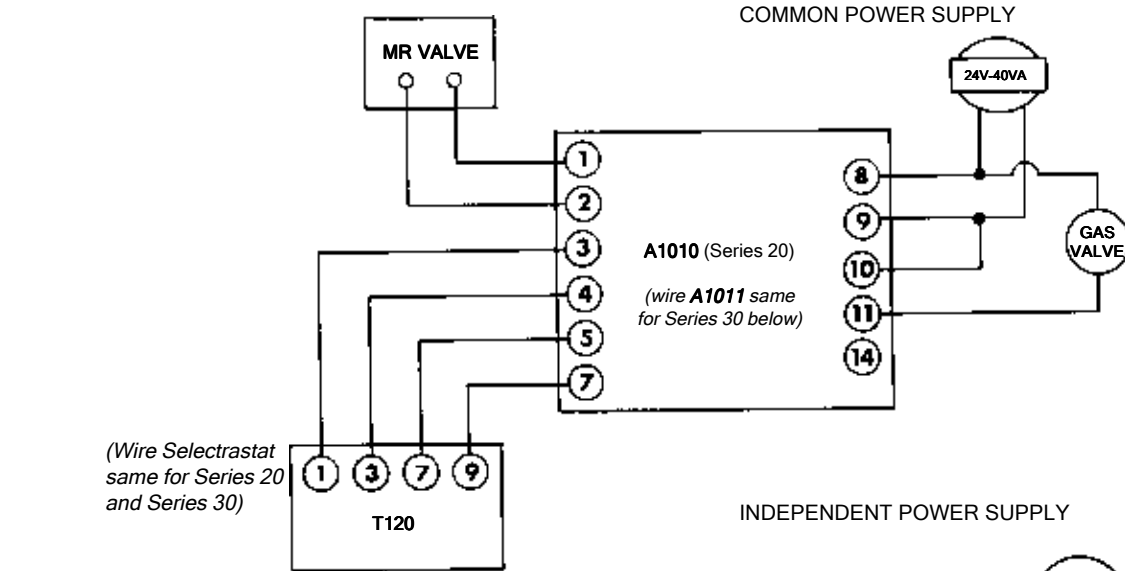 COMMON POWER SUPPLY
MR VALVE
24V-40VA
1
2
3
4
5
7
8
9
10
11
14
A1010 (Series 20)
(wire A1011 same
for Series 30 below)
GAS
VALVE
(Wire Selectrastat
same for Series 20
and Series 30)
1 3 7 9
T120
INDEPENDENT POWER SUPPLY